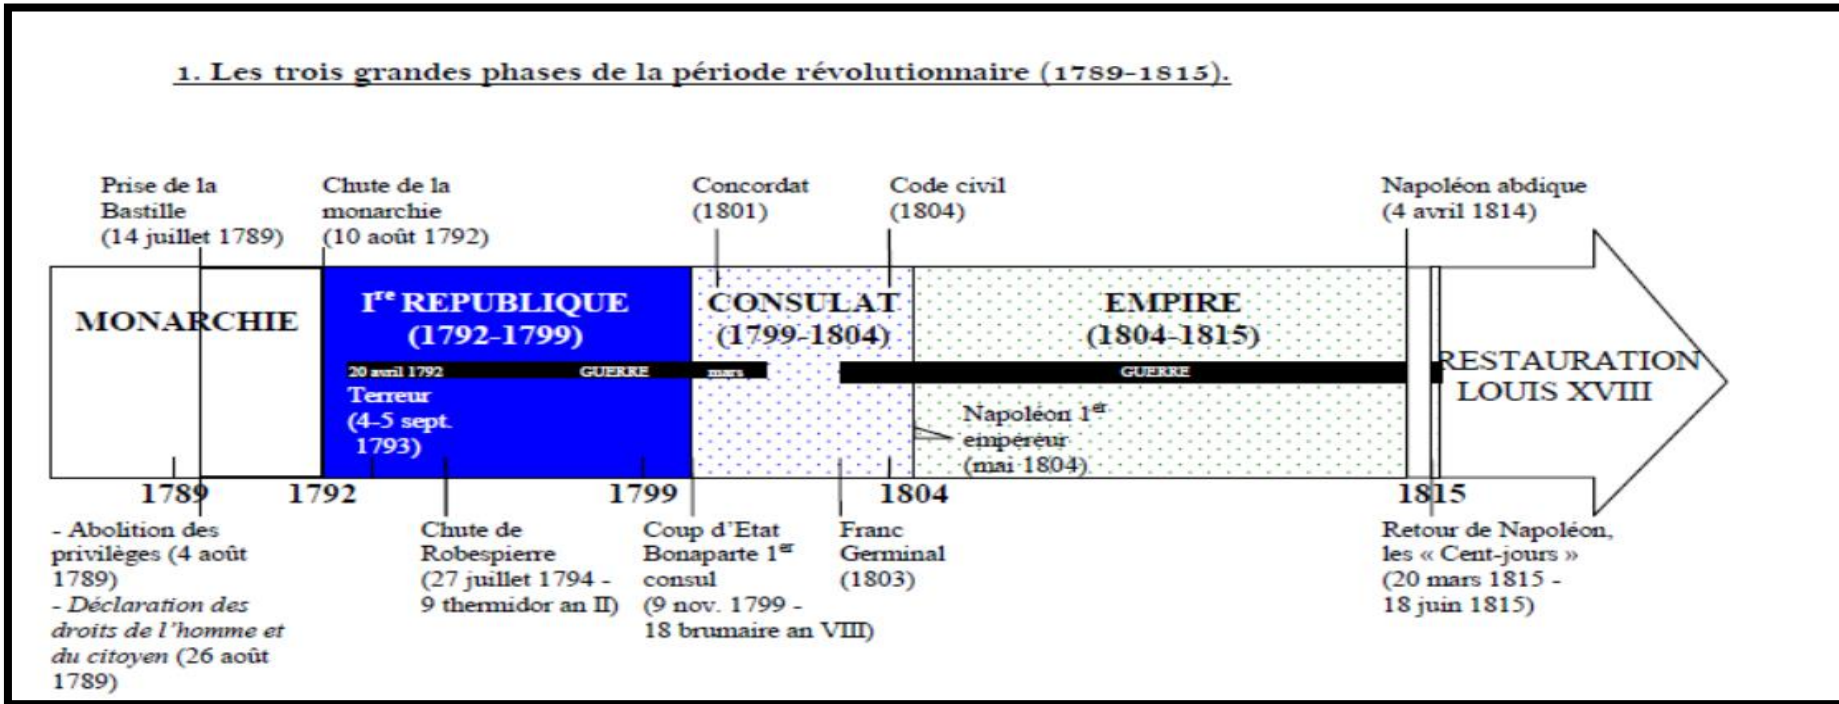 1. Les trois grandes phases de la période révolutionnaire (1789-1815).
Prise de la
Bastille
(14 juillet 1789)
Chute de la
monarchie
(10 août 1792)
Concordat
(1801)
Code civil
(1804)
Napoléon abdique
(4 avril 1814)
MONARCHIE
Ire REPUBLIQUE
(1792-1799)
CONSULAT
(1799-1804)
EMPIRE
(1804-1815)
RESTAURATION
LOUIS XVIII
20 avril 1792
GUERRE
mars
GUERRE
Terreur
(4-5 sept.
1793)
Napoléon 1er
empereur
(mai 1804)
1789
1792
1799
1804
1815
- Abolition des
privilèges (4 août
1789)
- Déclaration des
droits de l'homme et
du citoyen (26 août
1789)
Chute de
Robespierre
(27 juillet 1794 -
9 thermidor an II)
Coup d'Etat
Bonaparte 1er
consul
(9 nov. 1799 -
18 brumaire an VIII)
Franc
Germinal
(1803)
Retour de Napoléon,
les « Cent-jours »
(20 mars 1815 -
18 juin 1815)